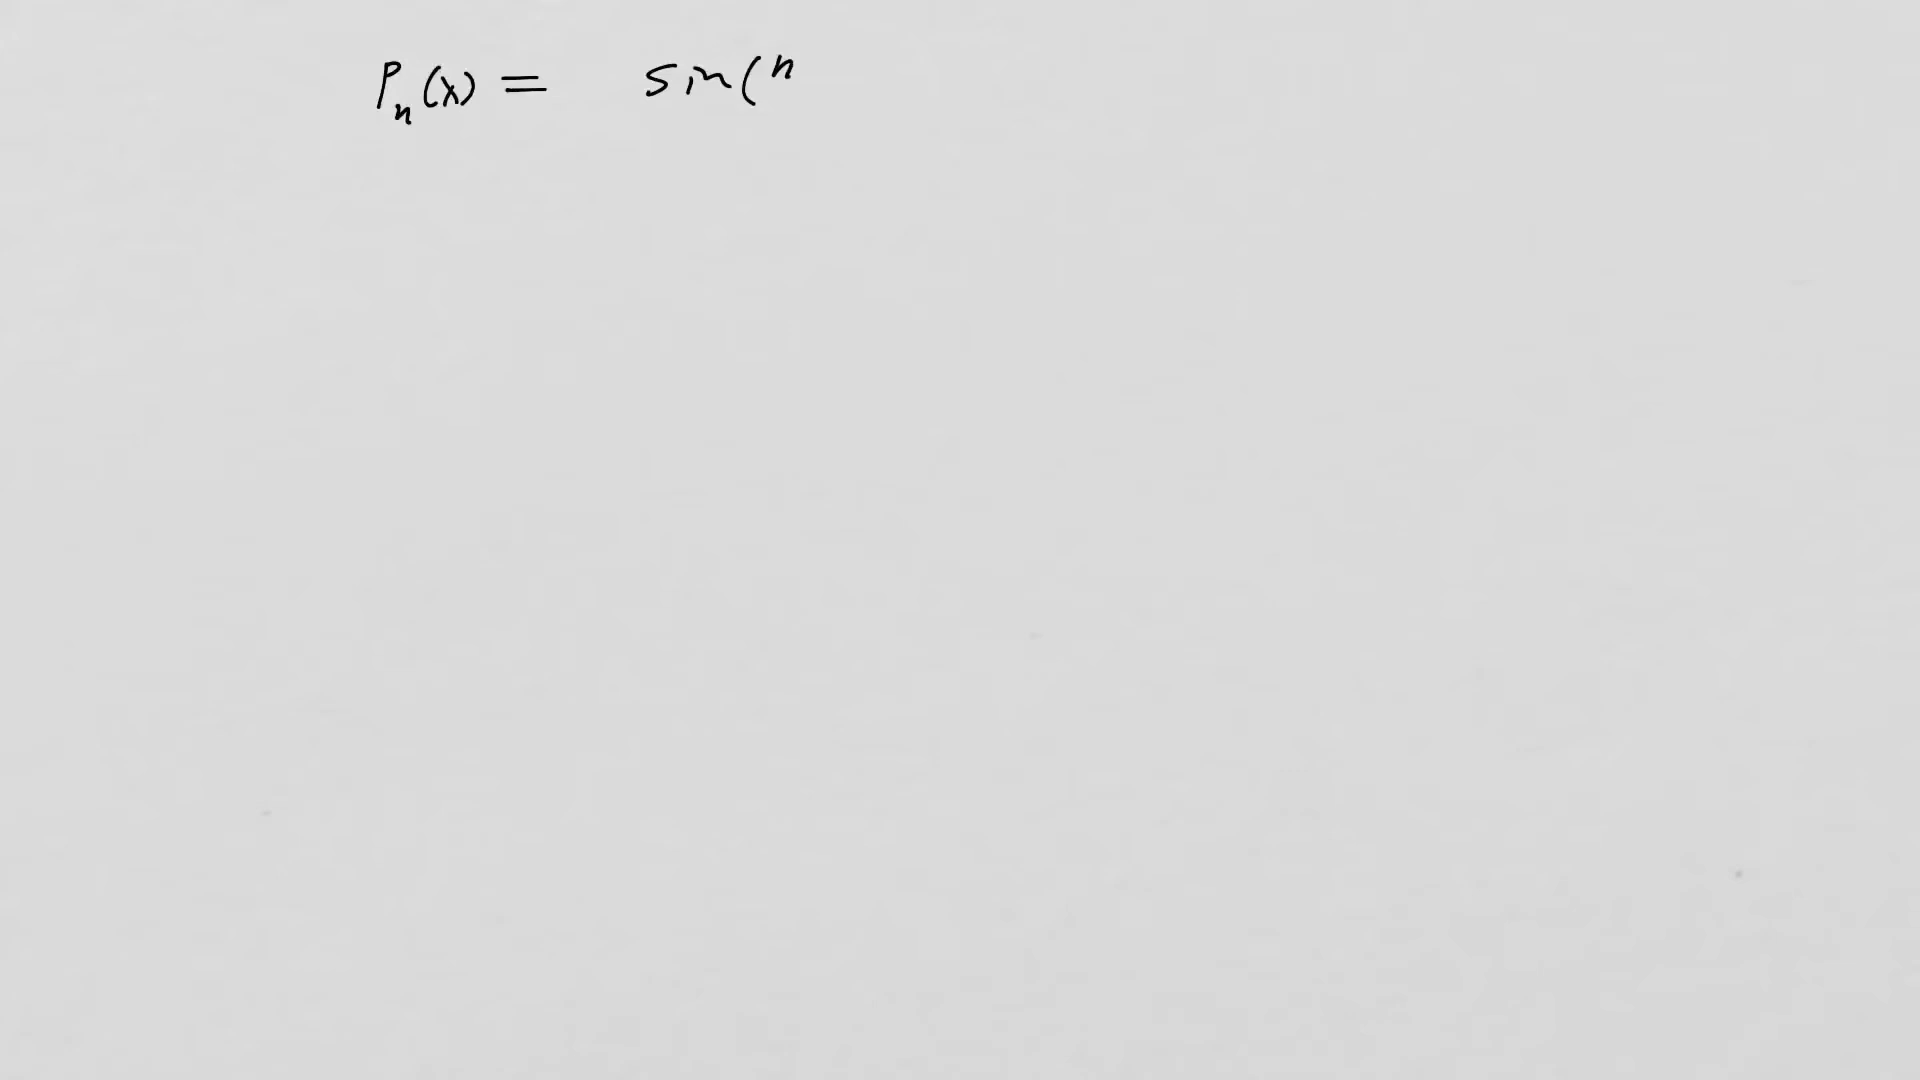 Pₙ(x) = sin(n